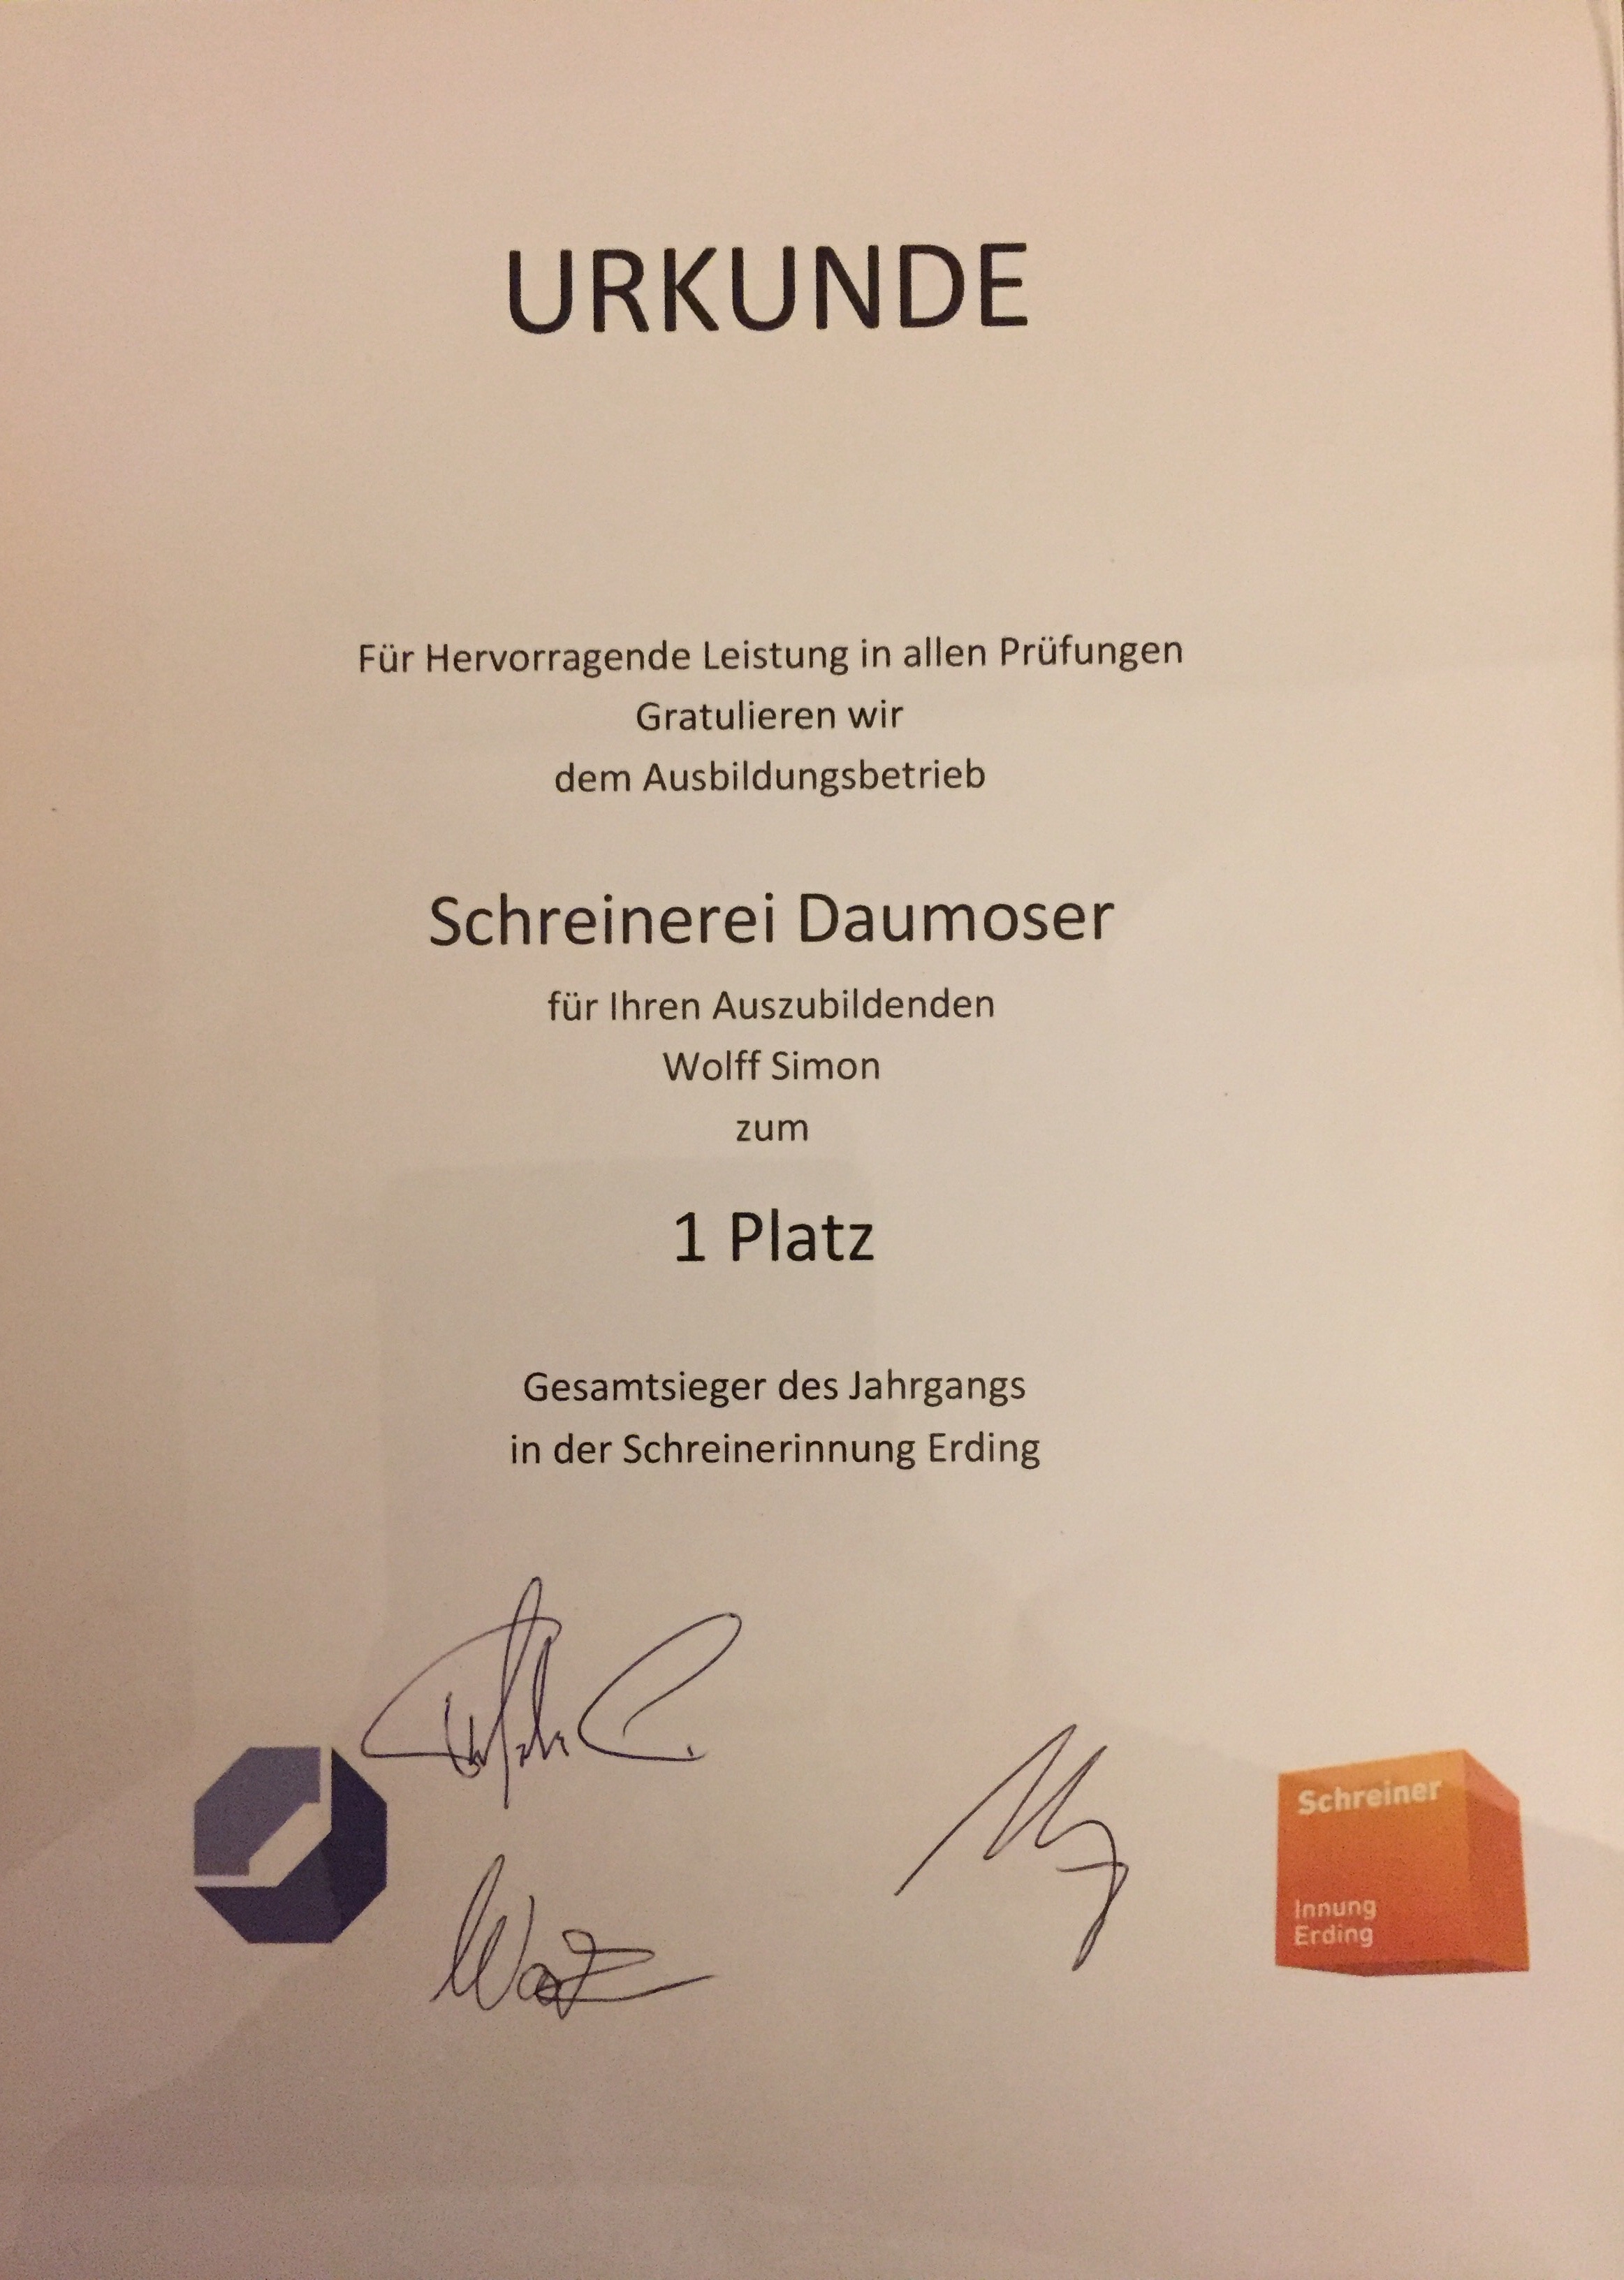 URKUNDE
Für Hervorragende Leistung in allen Prüfungen
Gratulieren wir
dem Ausbildungsbetrieb
Schreinerei Daumoser
für Ihren Auszubildenden
Wolff Simon
zum
1 Platz
Gesamtsieger des Jahrgangs
in der Schreinerinnung Erding
Schreiner
Innung
Erding